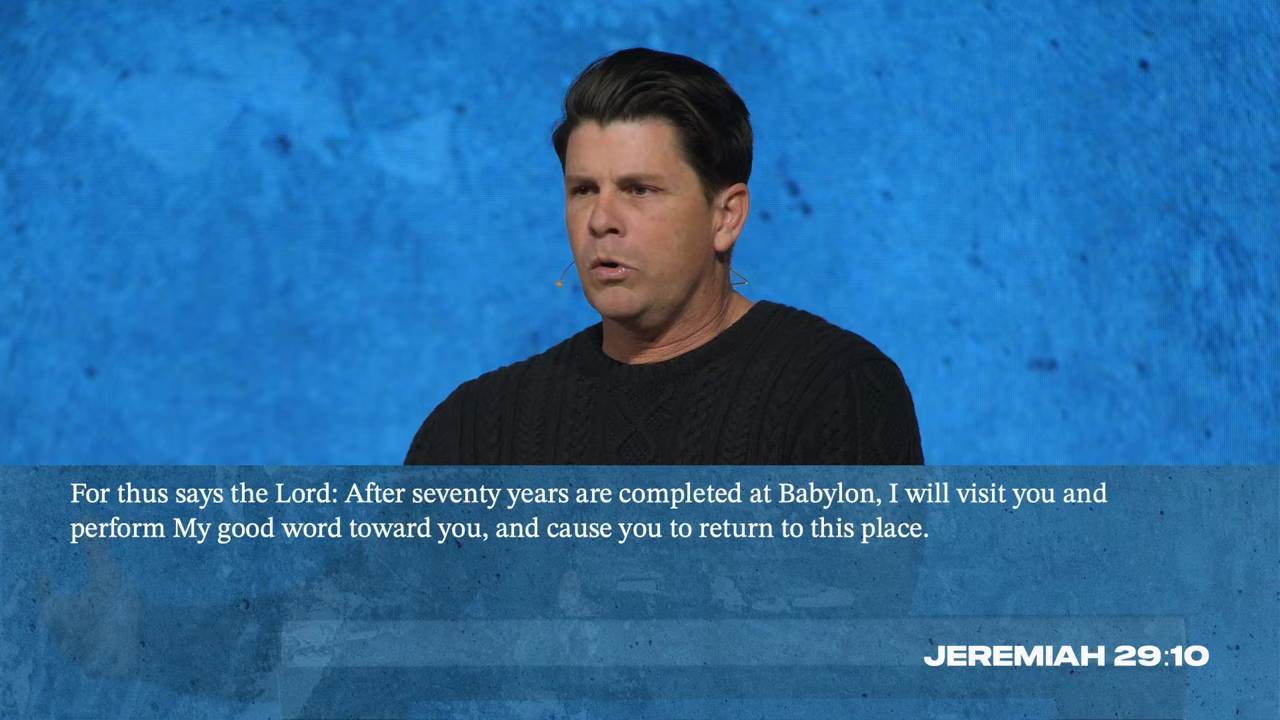 For thus says the Lord: After seventy years are completed at Babylon, I will visit you and
perform My good word toward you, and cause you to return to this place.
JEREMIAH 29:10